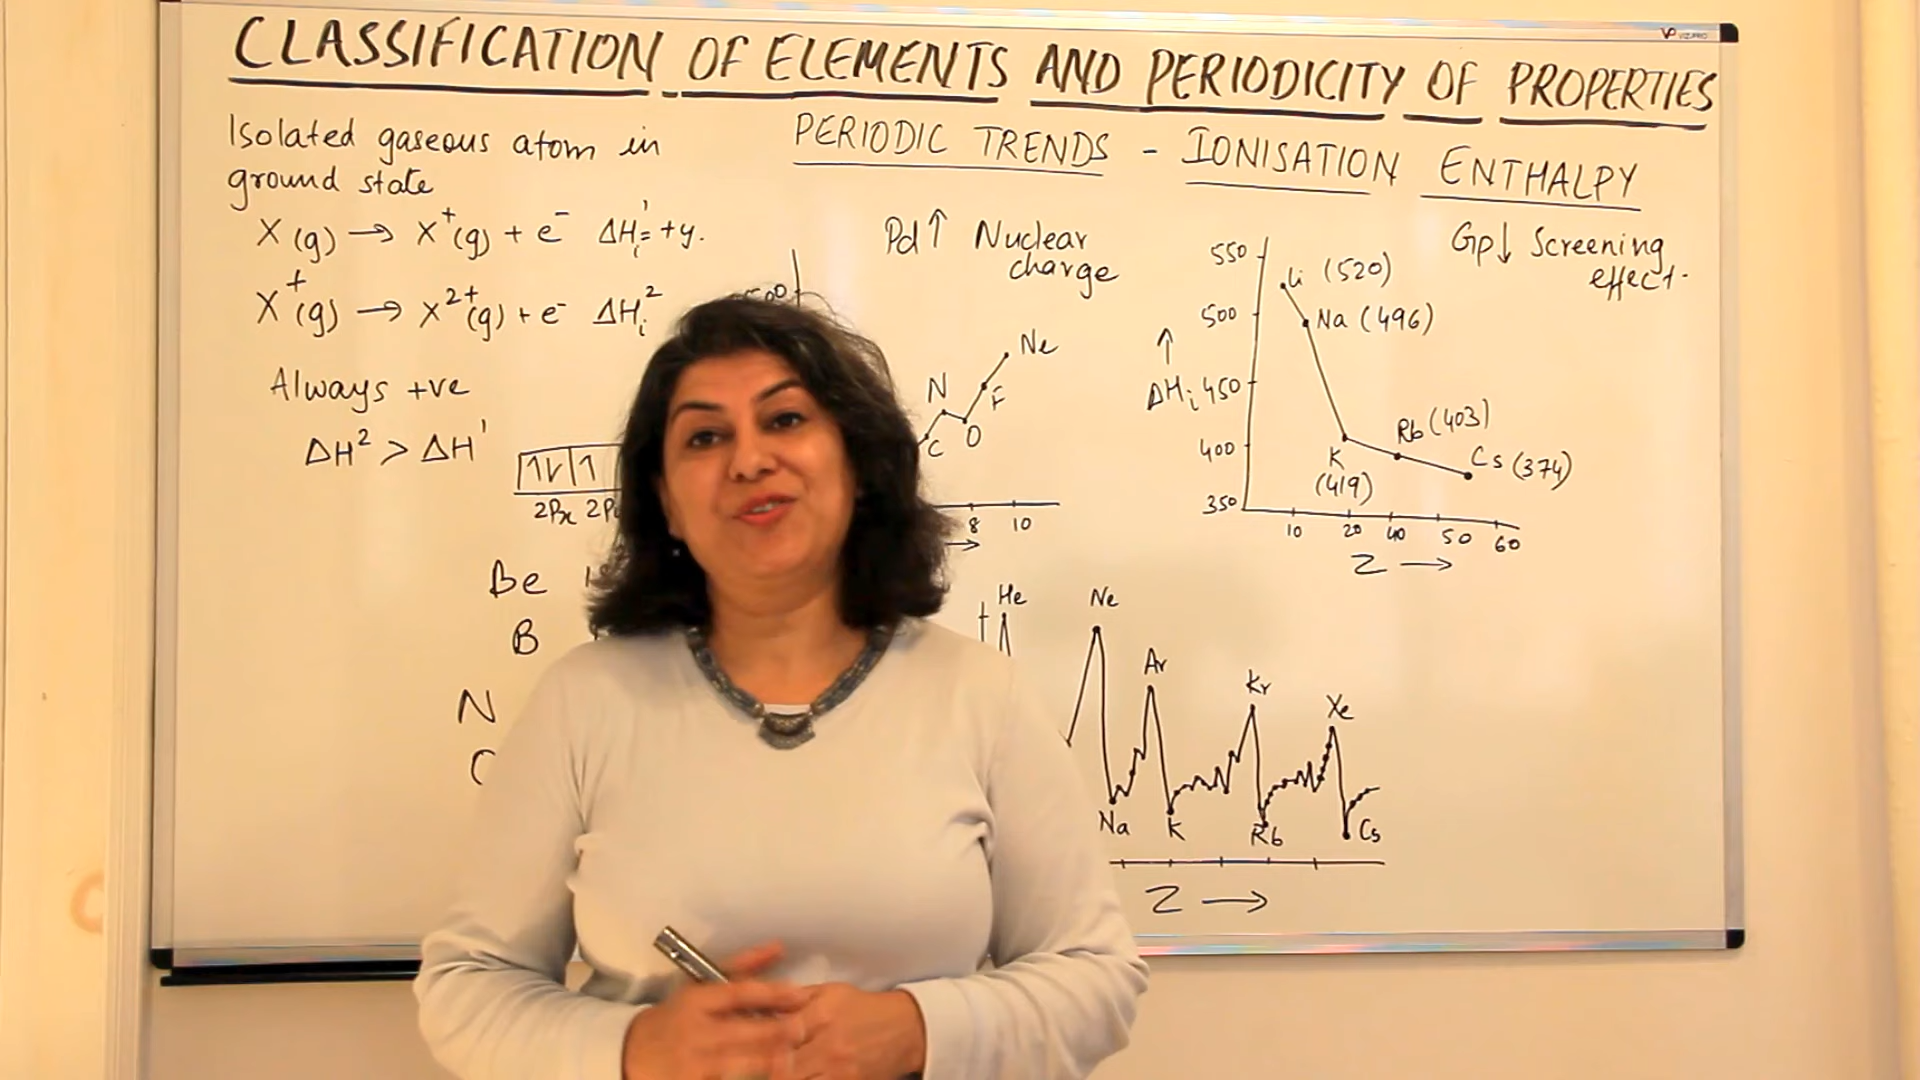 CLASSIFICATION OF ELEMENTS AND PERIODICITY OF PROPERTIES
PERIODIC TRENDS - IONISATION ENTHALPY
Isolated gaseous atom in
ground state
X (g) → X⁺(g) + e⁻ ΔHᵢ¹ = +y.
X⁺(g) → X²⁺(g) + e⁻ ΔHᵢ²
Always +ve
ΔH² > ΔH¹
2Px
Be
B
N
Pd↑ Nuclear
charge
Ne
F
N
O
C
8 10
Gp↓ Screening
effect
550
500
ΔHᵢ 450
400
350
Li (520)
Na (496)
K
(419)
Rb (403)
Cs (374)
10 20 40 50 60
Z →
He Ne Ar Kr Xe
Na K Rb Cs
Z →